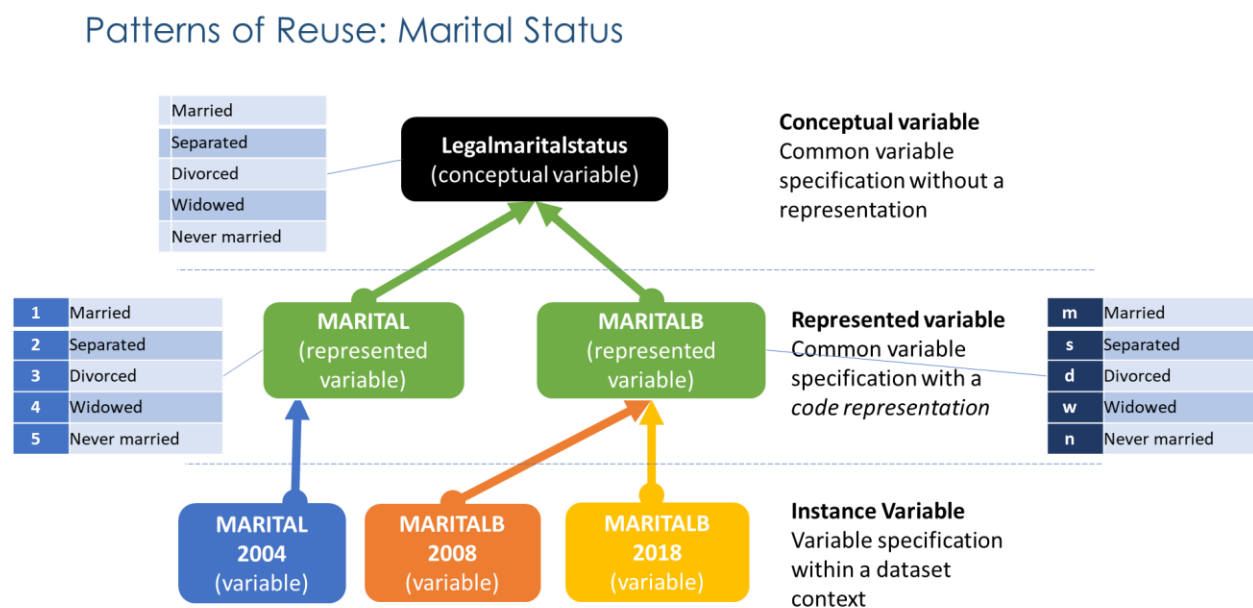 Patterns of Reuse: Marital Status
Married
Separated
Divorced
Widowed
Never married
Legalmaritalstatus
(conceptual variable)
Conceptual variable
Common variable
specification without a
representation
1 Married
2 Separated
3 Divorced
4 Widowed
5 Never married
MARITAL
(represented
variable)
MARITALB
(represented
variable)
Represented variable
Common variable
specification with a
code representation
m Married
s Separated
d Divorced
w Widowed
n Never married
MARITAL
2004
(variable)
MARITALB
2008
(variable)
MARITALB
2018
(variable)
Instance Variable
Variable specification
within a dataset
context